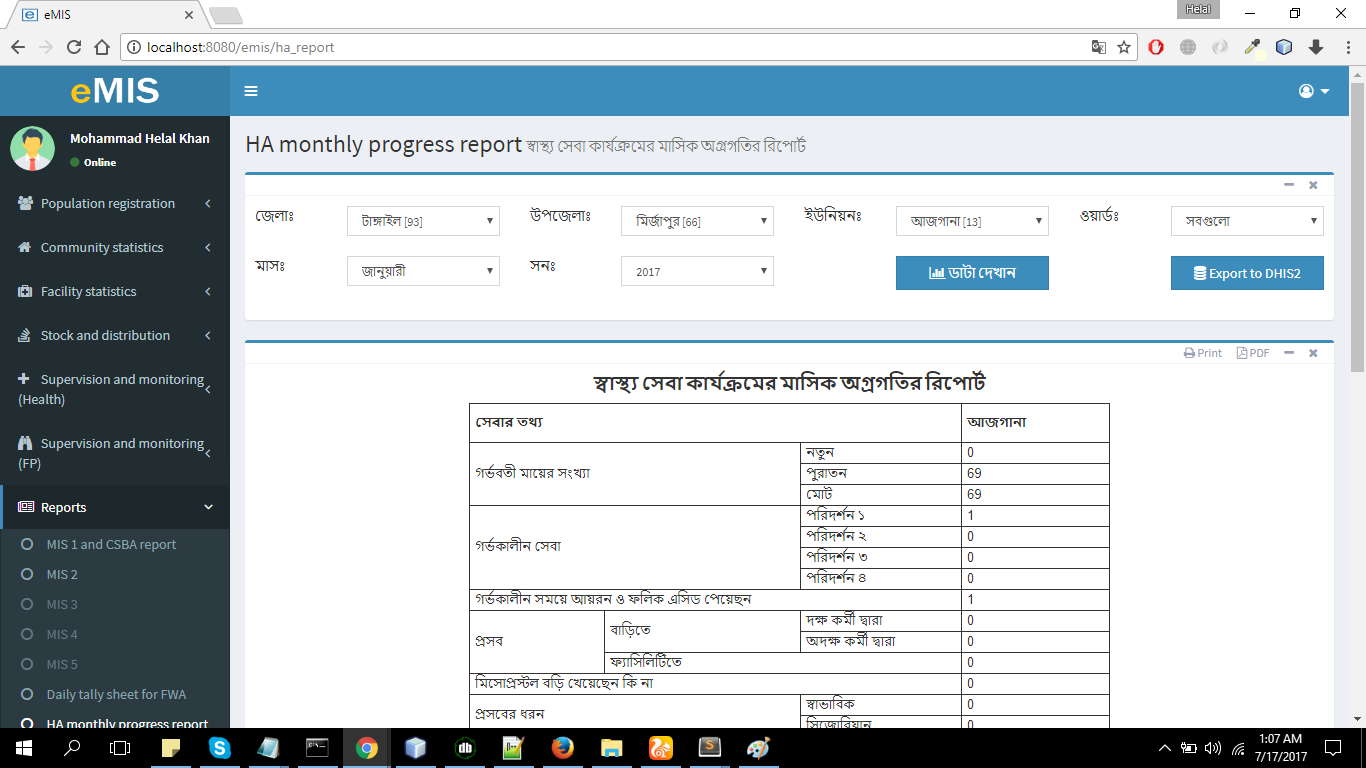 eMIS
Helal
localhost:8080/emis/ha_report
eMIS
Mohammad Helal Khan
Online
Population registration
Community statistics
Facility statistics
Stock and distribution
Supervision and monitoring
(Health)
Supervision and monitoring
(FP)
Reports
MIS 1 and CSBA report
MIS 2
MIS 3
MIS 4
MIS 5
Daily tally sheet for FWA
HA monthly progress report
HA monthly progress report স্বাস্থ্য সেবা কার্যক্রমের মাসিক অগ্রগতির রিপোর্ট
জেলাঃ টাঙ্গাইল [93] উপজেলাঃ মির্জাপুর [66] ইউনিয়নঃ আজগানা [13] ওয়ার্ডঃ সবগুলো
মাসঃ জানুয়ারী সনঃ 2017 ডাটা দেখান Export to DHIS2
Print PDF
স্বাস্থ্য সেবা কার্যক্রমের মাসিক অগ্রগতির রিপোর্ট
সেবার তথ্য আজগানা
গর্ভবতী মায়ের সংখ্যা নতুন 0
পুরাতন 69
মোট 69
গর্ভকালীন সেবা পরিদর্শন ১ 1
পরিদর্শন ২ 0
পরিদর্শন ৩ 0
পরিদর্শন ৪ 0
গর্ভকালীন সময়ে আয়রন ও ফলিক এসিড পেয়েছেন 1
প্রসব বাড়িতে দক্ষ কর্মী দ্বারা 0
অদক্ষ কর্মী দ্বারা 0
ফ্যাসিলিটিতে 0
মিসোপ্রস্টল বড়ি খেয়েছেন কি না 0
প্রসবের ধরন স্বাভাবিক 0
সিজারিয়ান 0
1:07 AM
7/17/2017